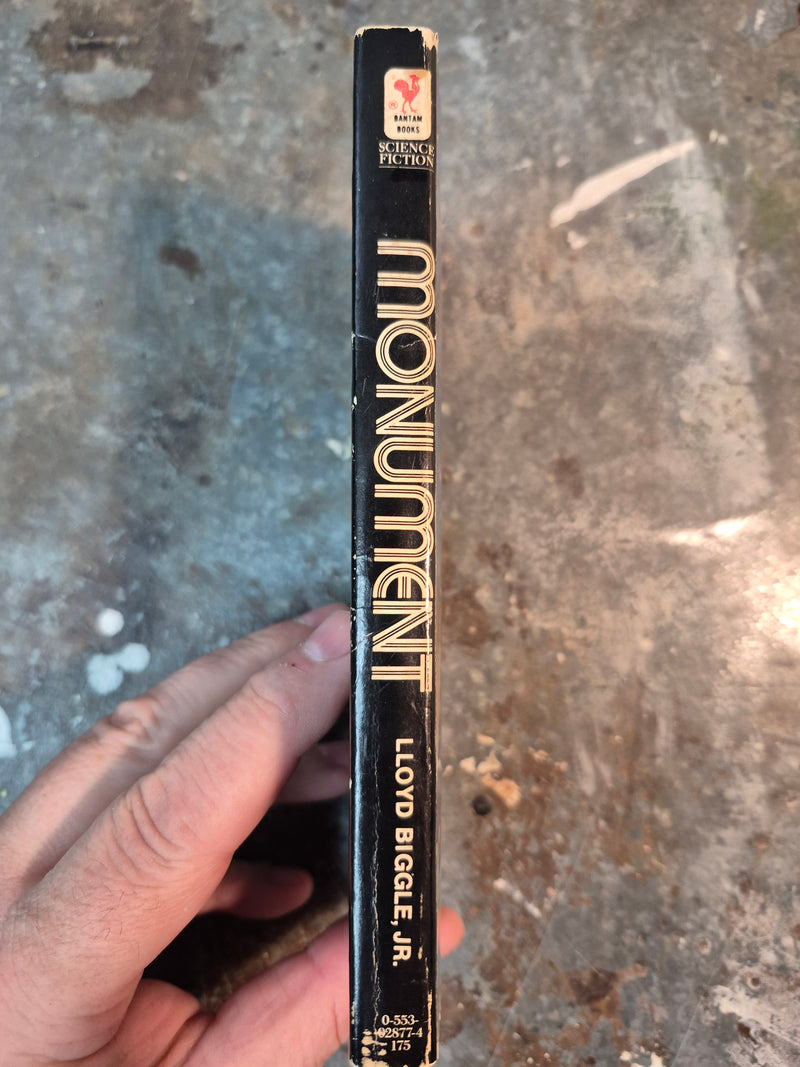 BANTAM
BOOKS
SCIENCE
FICTION
MONUMENT
LLOYD BIGGLE, JR.
0-553-
02877-4
175